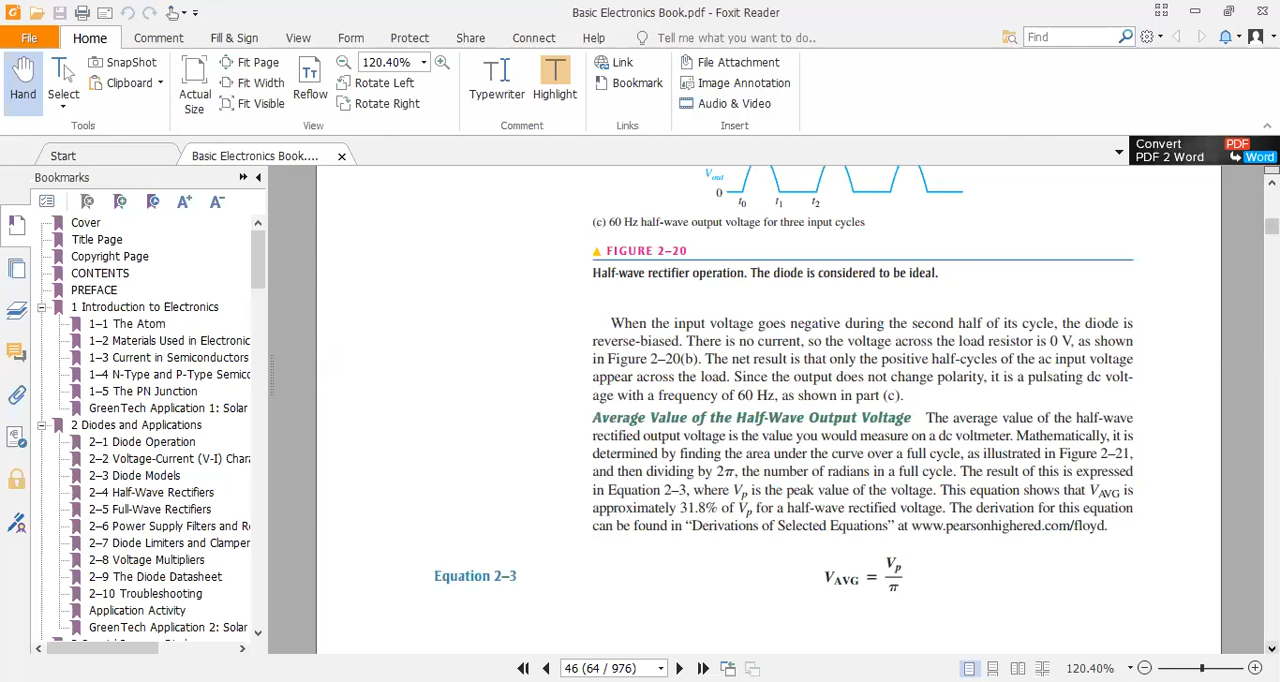 Basic Electronics Book.pdf - Foxit Reader
File Home Comment Fill & Sign View Form Protect Share Connect Help Tell me what you want to do.. Find
Hand
Select
SnapShot
Clipboard
Tools
Actual
Size
Fit Page
Fit Width
Fit Visible
Reflow
120.40%
Rotate Left
Rotate Right
View
Typewriter
Highlight
Comment
Link
Bookmark
Links
File Attachment
Image Annotation
Audio & Video
Insert
Start
Basic Electronics Book....
Convert PDF
PDF 2 Word Word
Bookmarks
Cover
Title Page
Copyright Page
CONTENTS
PREFACE
1 Introduction to Electronics
1–1 The Atom
1–2 Materials Used in Electronic
1–3 Current in Semiconductors
1–4 N-Type and P-Type Semico
1–5 The PN Junction
GreenTech Application 1: Solar
2 Diodes and Applications
2–1 Diode Operation
2–2 Voltage-Current (V-I) Chara
2–3 Diode Models
2–4 Half-Wave Rectifiers
2–5 Full-Wave Rectifiers
2–6 Power Supply Filters and Re
2–7 Diode Limiters and Clamper
2–8 Voltage Multipliers
2–9 The Diode Datasheet
2–10 Troubleshooting
Application Activity
GreenTech Application 2: Solar
Vout
0
t0 t1 t2
(c) 60 Hz half-wave output voltage for three input cycles
▲ FIGURE 2–20
Half-wave rectifier operation. The diode is considered to be ideal.
When the input voltage goes negative during the second half of its cycle, the diode is
reverse-biased. There is no current, so the voltage across the load resistor is 0 V, as shown
in Figure 2–20(b). The net result is that only the positive half-cycles of the ac input voltage
appear across the load. Since the output does not change polarity, it is a pulsating dc volt-
age with a frequency of 60 Hz, as shown in part (c).
Average Value of the Half-Wave Output Voltage The average value of the half-wave
rectified output voltage is the value you would measure on a dc voltmeter. Mathematically, it is
determined by finding the area under the curve over a full cycle, as illustrated in Figure 2–21,
and then dividing by 2π, the number of radians in a full cycle. The result of this is expressed
in Equation 2–3, where Vp is the peak value of the voltage. This equation shows that VAVG is
approximately 31.8% of Vp for a half-wave rectified voltage. The derivation for this equation
can be found in “Derivations of Selected Equations” at www.pearsonhighered.com/floyd.
Equation 2–3
VAVG = Vp/π
46 (64 / 976)
120.40%